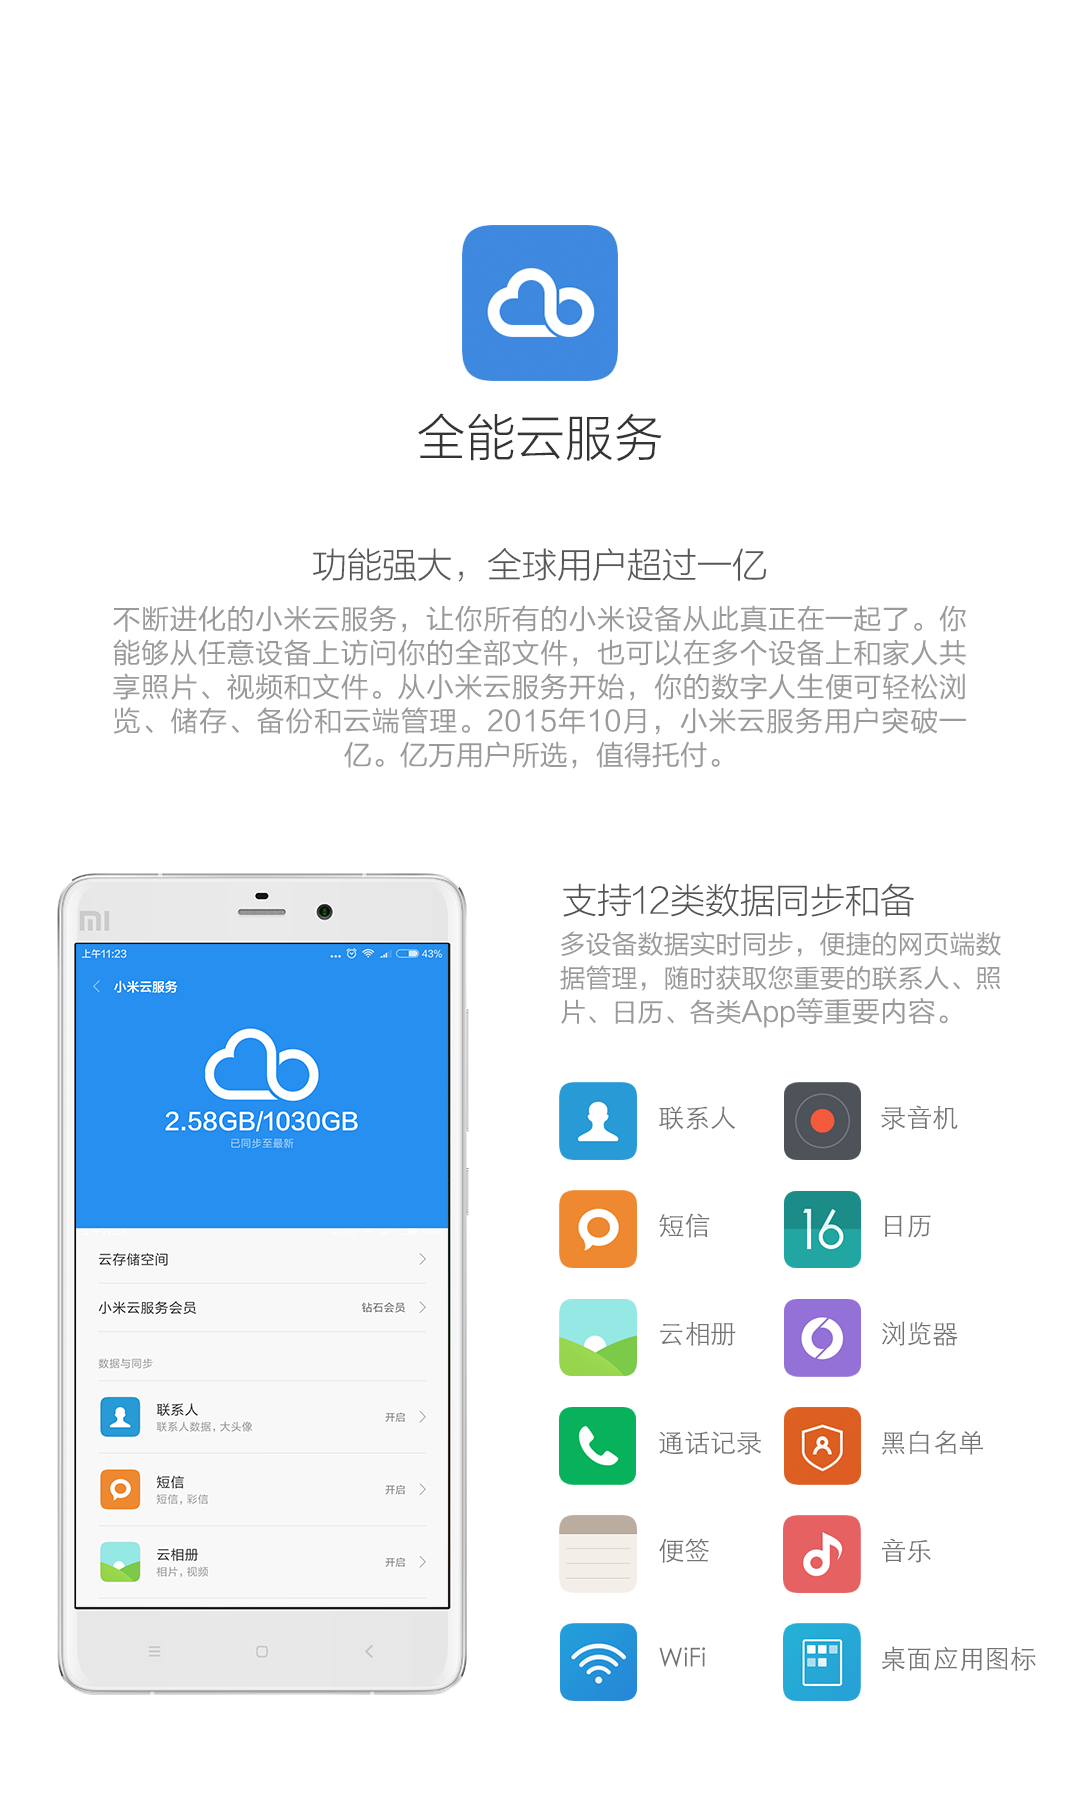 全能云服务
功能强大，全球用户超过一亿
不断进化的小米云服务，让你所有的小米设备从此真正在一起了。你
能够从任意设备上访问你的全部文件，也可以在多个设备上和家人共
享照片、视频和文件。从小米云服务开始，你的数字人生便可轻松浏
览、储存、备份和云端管理。2015年10月，小米云服务用户突破一
亿。亿万用户所选，值得托付。
MI
上午11:23
43%
小米云服务
2.58GB/1030GB
已同步至最新
云存储空间
小米云服务会员 钻石会员
数据与同步
联系人
联系人数据，大头像
开启
短信
短信，彩信
开启
云相册
相片，视频
开启
支持12类数据同步和备
多设备数据实时同步，便捷的网页端数
据管理，随时获取您重要的联系人、照
片、日历、各类App等重要内容。
联系人 录音机
短信 16 日历
云相册 浏览器
通话记录 黑白名单
便签 音乐
WiFi 桌面应用图标